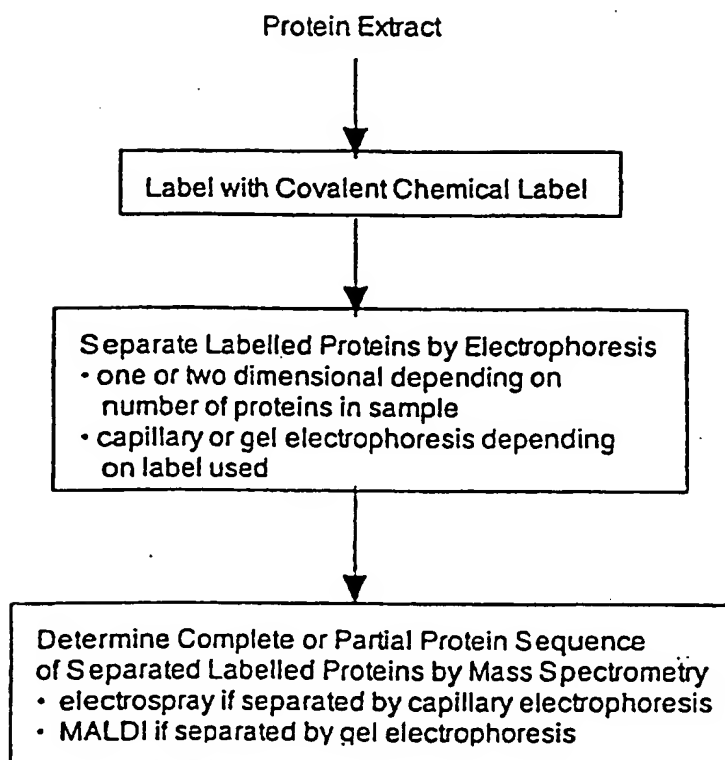 Protein Extract
Label with Covalent Chemical Label
Separate Labelled Proteins by Electrophoresis
• one or two dimensional depending on
number of proteins in sample
• capillary or gel electrophoresis depending
on label used
Determine Complete or Partial Protein Sequence
of Separated Labelled Proteins by Mass Spectrometry
• electrospray if separated by capillary electrophoresis
• MALDI if separated by gel electrophoresis